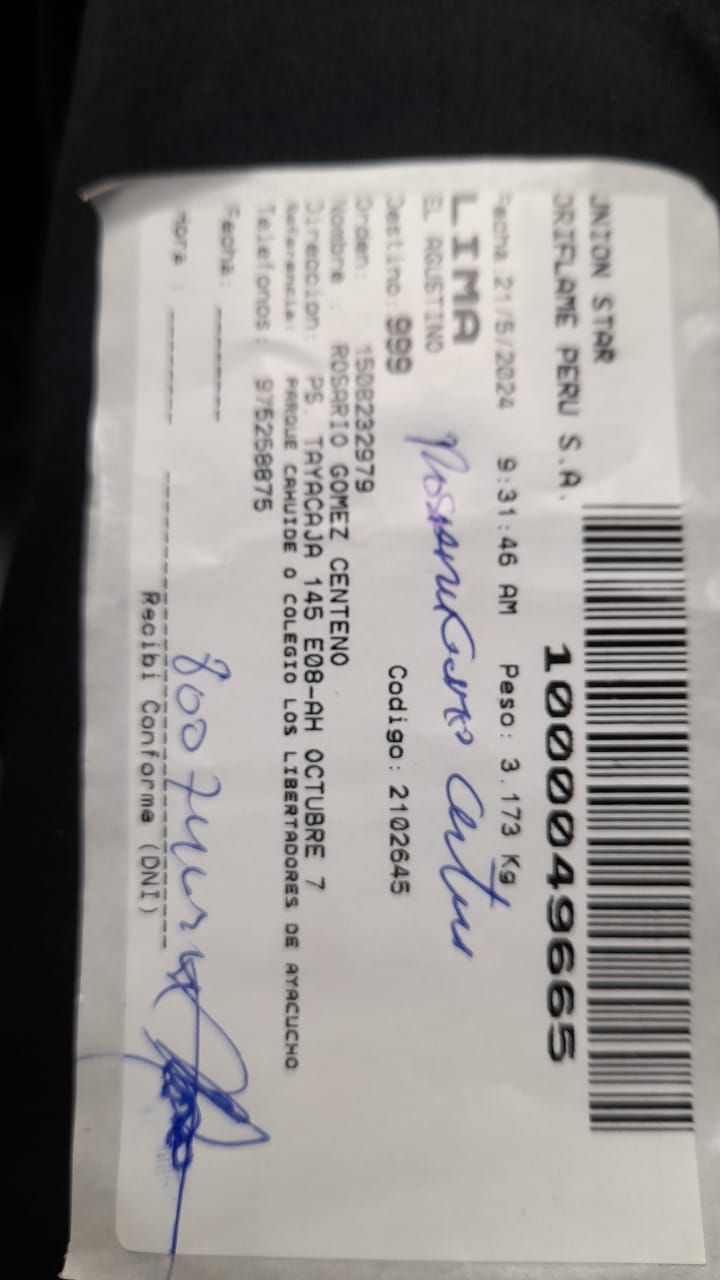 UNION STAR
ORIFLAME PERU S.A.
1000049665
Fecha 21/5/2024 9:31:46 AM Peso: 3.173 Kg
LIMA
EL AGUSTINO
Destino: 999 Codigo: 2102645
Orden: 1508232979
Nombre : ROSARIO GOMEZ CENTENO
Direccion: PS. TAYACAJA 145 E08-AH OCTUBRE 7
Referencia: PARQUE CAHUIDE O COLEGIO LOS LIBERTADORES DE AYACUCHO
Telefonos: 975258875
Fecha:
Hora :
Recibi Conforme (DNI)